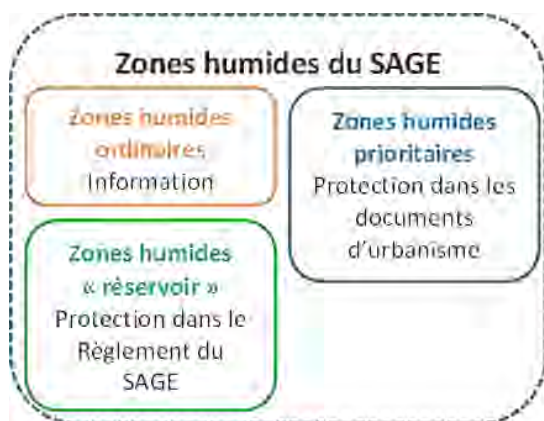 Zones humides du SAGE
Zones humides
ordinaires
Information
Zones humides
« réservoir »
Protection dans le
Règlement du
SAGE
Zones humides
prioritaires
Protection dans les
documents
d'urbanisme